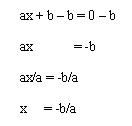 ax + b – b = 0 – b
ax = -b
ax/a = -b/a
x = -b/a